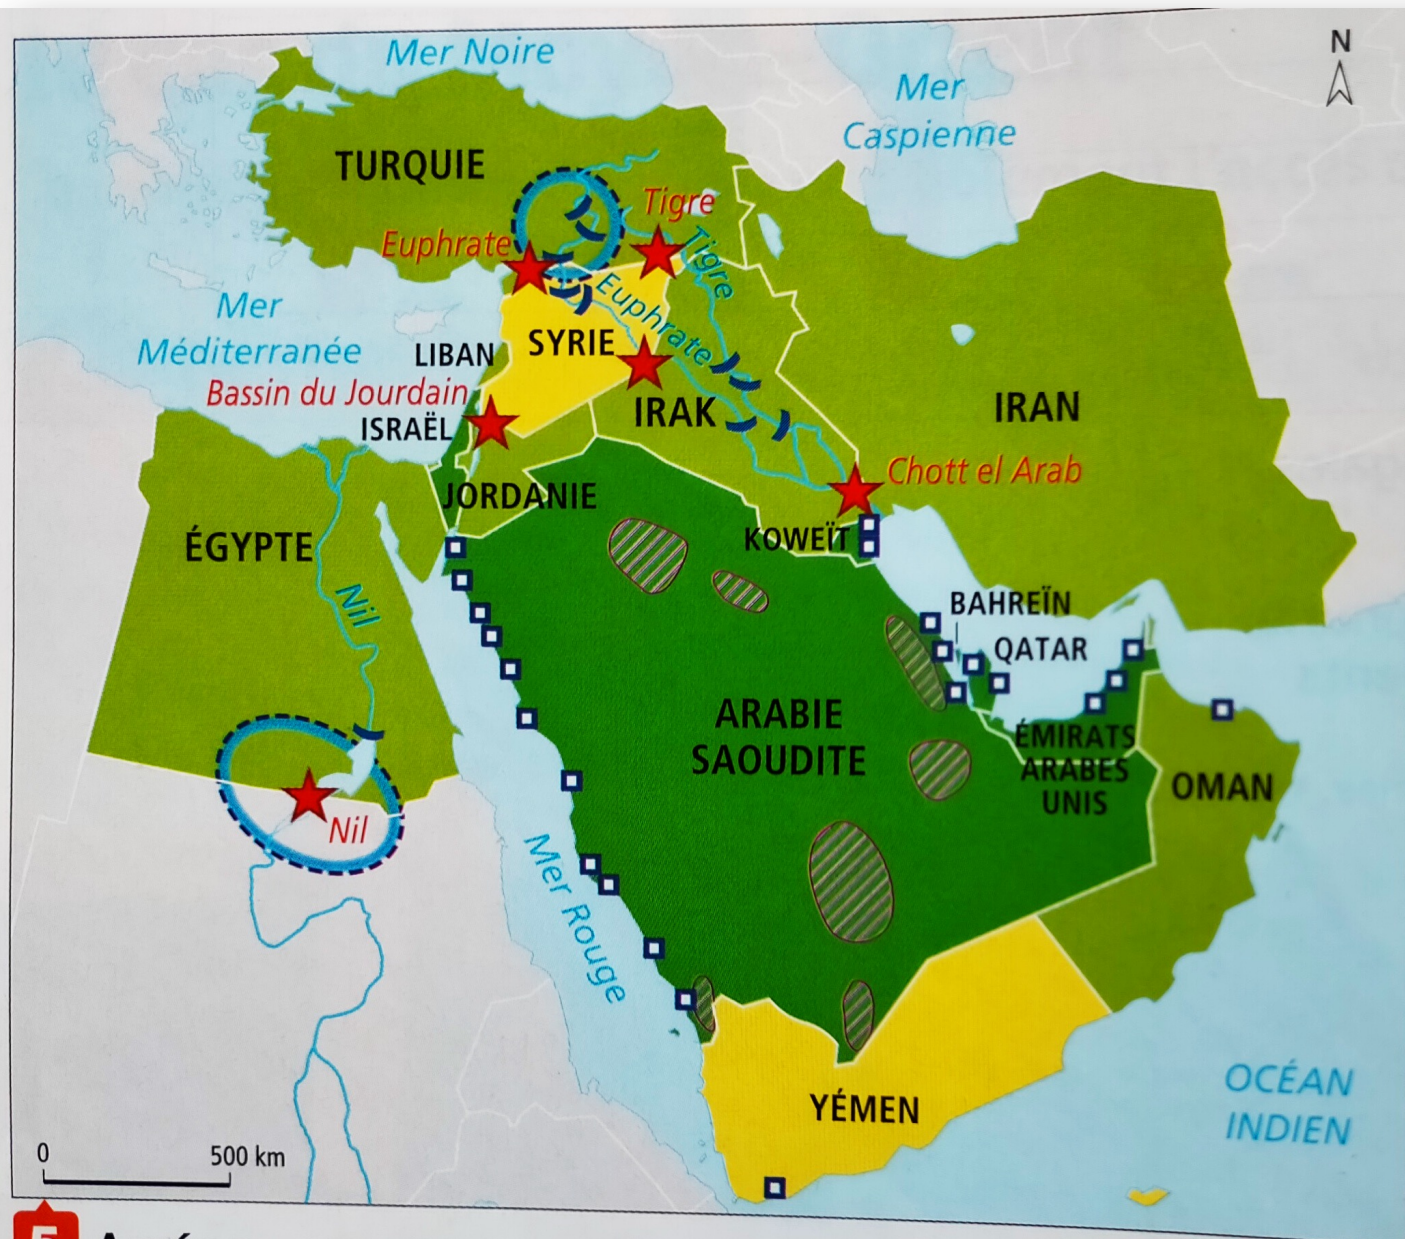 Mer Noire
N
Mer
Caspienne
TURQUIE
Tigre
Euphrate
Tigre
Euphrate
Mer
Méditerranée
LIBAN
SYRIE
Bassin du Jourdain
ISRAËL
IRAK
IRAN
Chott el Arab
JORDANIE
KOWEÏT
ÉGYPTE
Nil
BAHREÏN
QATAR
ARABIE
SAOUDITE
ÉMIRATS
ARABES
UNIS
OMAN
Nil
Mer Rouge
YÉMEN
OCÉAN
INDIEN
0
500 km
5